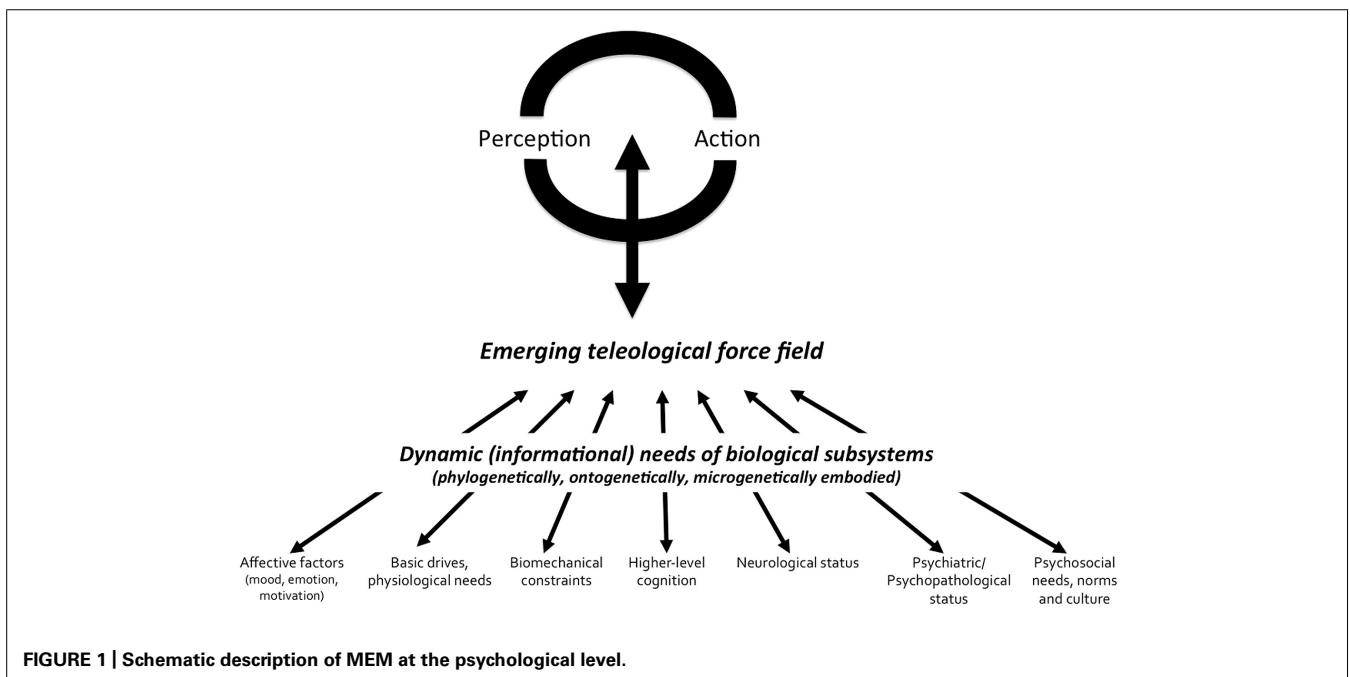 Perception Action
Emerging teleological force field
Dynamic (informational) needs of biological subsystems
(phylogenetically, ontogenetically, microgenetically embodied)
Affective factors
(mood, emotion,
motivation)
Basic drives,
physiological needs
Biomechanical
constraints
Higher-level
cognition
Neurological status
Psychiatric/
Psychopathological
status
Psychosocial
needs, norms
and culture
FIGURE 1 | Schematic description of MEM at the psychological level.